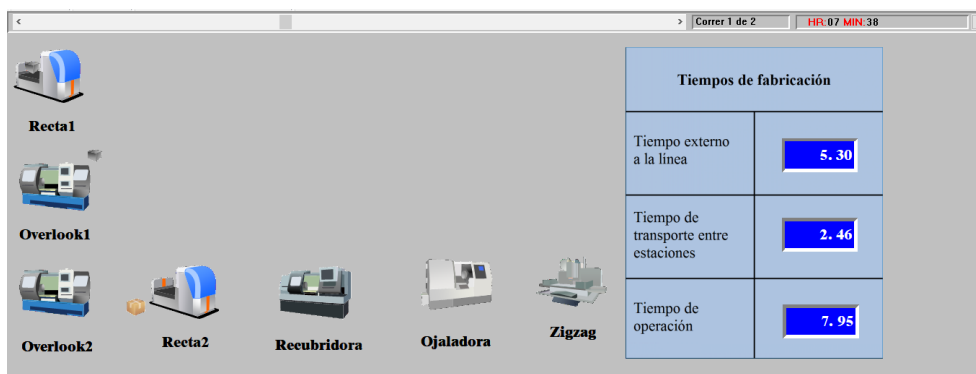 Correr 1 de 2 HR:07 MIN:38
Tiempos de fabricación
Recta1
Tiempo externo
a la línea
5.30
Overlook1
Tiempo de
transporte entre
estaciones
2.46
Tiempo de
operación
7.95
Overlook2
Recta2
Recubridora
Ojaladora
Zigzag